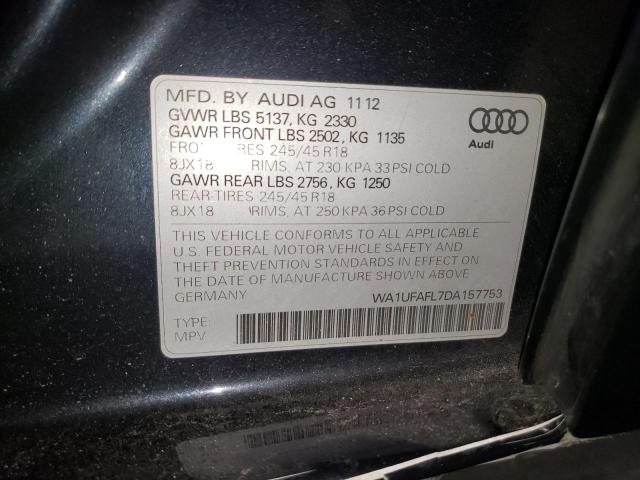 MFD. BY AUDI AG 11 12
GVWR LBS 5137, KG 2330
GAWR FRONT LBS 2502, KG 1135
RES 245/45 R18
8JX18 RIMS, AT 230 KPA 33 PSI COLD
GAWR REAR LBS 2756, KG 1250
REAR-TIRES 245/45 R18
8JX18 RIMS, AT 250 KPA 36 PSI COLD
Audi
THIS VEHICLE CONFORMS TO ALL APPLICABLE
U.S. FEDERAL MOTOR VEHICLE SAFETY AND
THEFT PREVENTION STANDARDS IN EFFECT ON
THE DATE OF MANUFACTURE SHOWN ABOVE
GERMANY WA1UFAFL7DA157753
TYPE:
MPV